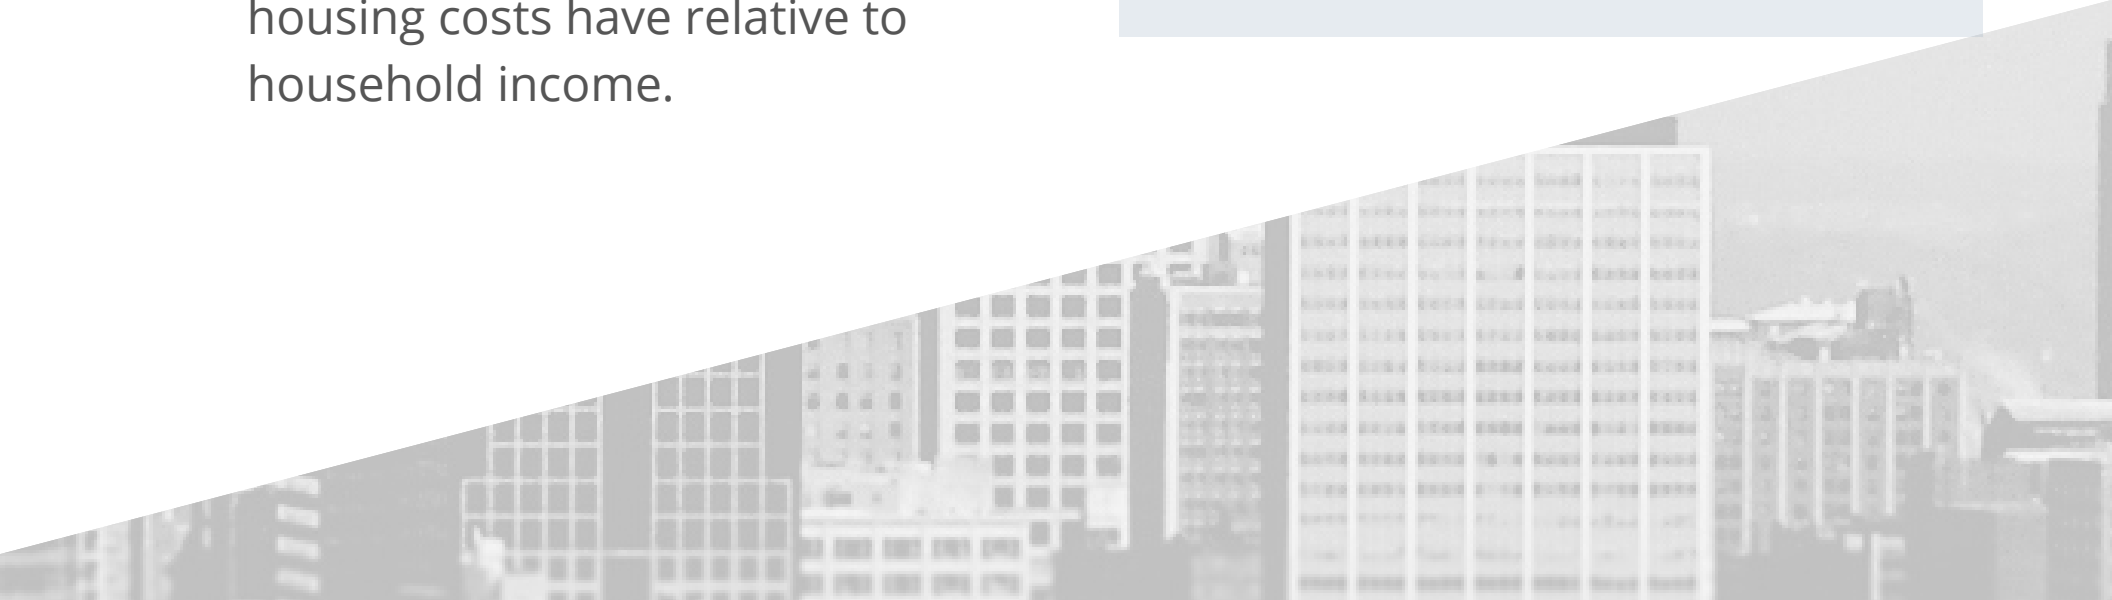 housing costs have relative to
household income.